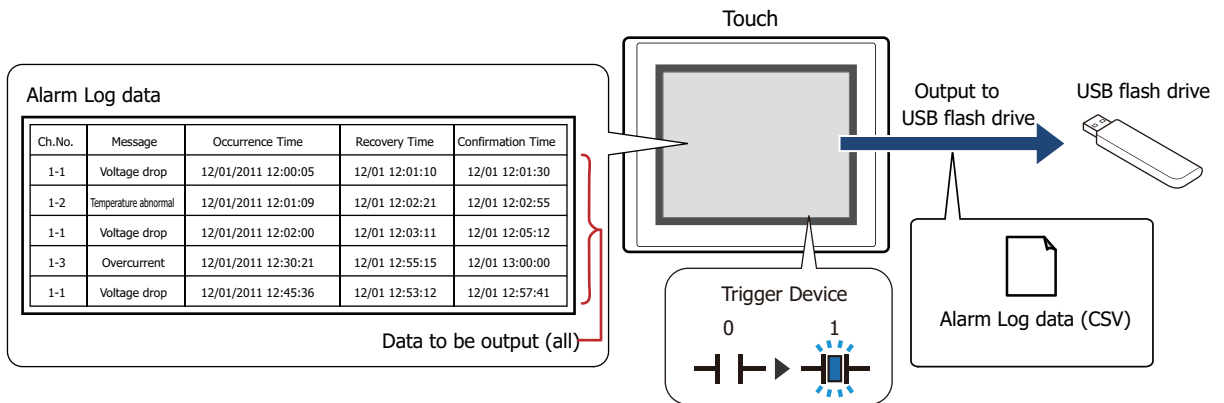 Touch
Alarm Log data
Ch.No. Message Occurrence Time Recovery Time Confirmation Time
1-1 Voltage drop 12/01/2011 12:00:05 12/01 12:01:10 12/01 12:01:30
1-2 Temperature abnormal 12/01/2011 12:01:09 12/01 12:02:21 12/01 12:02:55
1-1 Voltage drop 12/01/2011 12:02:00 12/01 12:03:11 12/01 12:05:12
1-3 Overcurrent 12/01/2011 12:30:21 12/01 12:55:15 12/01 13:00:00
1-1 Voltage drop 12/01/2011 12:45:36 12/01 12:53:12 12/01 12:57:41
Data to be output (all)
Output to
USB flash drive
USB flash drive
Trigger Device
0 1
Alarm Log data (CSV)